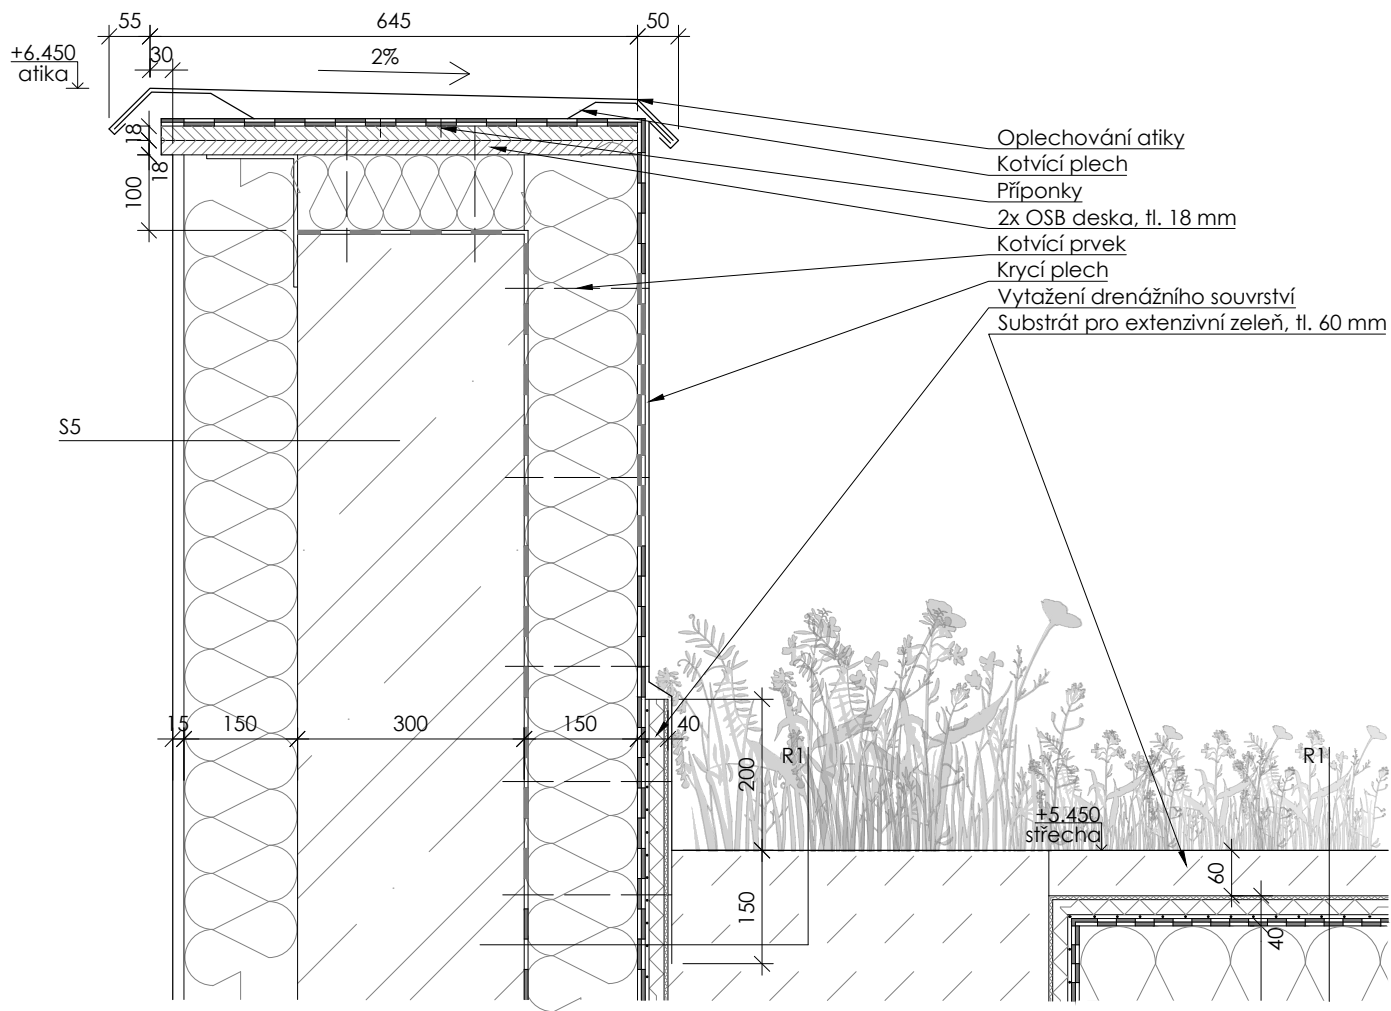 55
645
50
+6.450
atika
30
2%
18
18
100
Oplechování atiky
Kotvící plech
Příponky
2x OSB deska, tl. 18 mm
Kotvící prvek
Krycí plech
Vytažení drenážního souvrství
Substrát pro extenzivní zeleň, tl. 60 mm
S5
15
150
300
150
40
200
R1
R1
+5.450
střecha
60
150
40